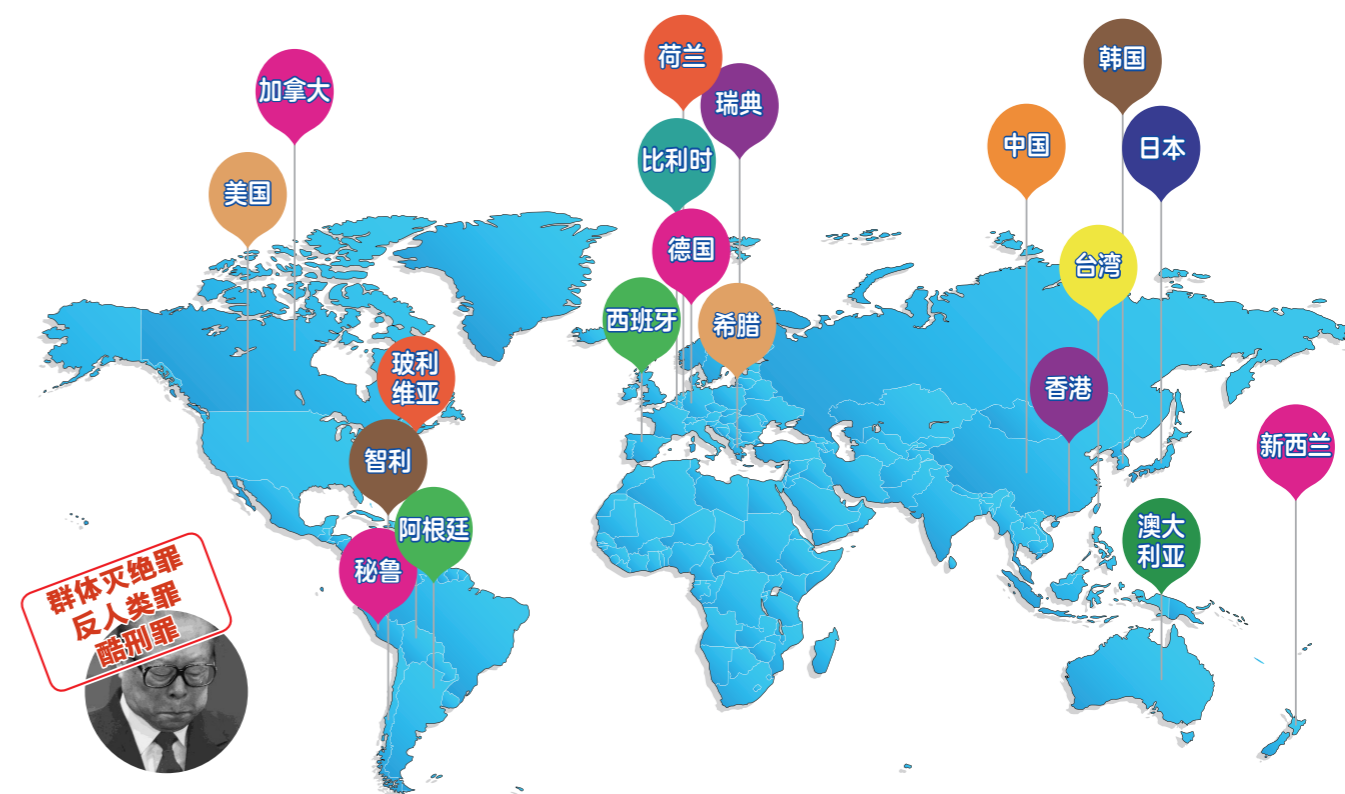 荷兰
韩国
加拿大
瑞典
中国
日本
比利时
美国
德国
台湾
西班牙
希腊
玻利
维亚
香港
智利
新西兰
阿根廷
澳大
利亚
秘鲁
群体灭绝罪
反人类罪
酷刑罪